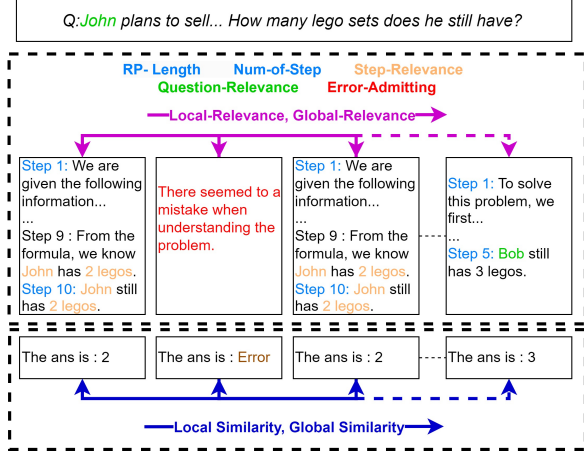 Q:John plans to sell... How many lego sets does he still have?
RP- Length Num-of-Step Step-Relevance
Question-Relevance Error-Admitting
Local-Relevance, Global-Relevance
Step 1: We are
given the following
information...
...
Step 9 : From the
formula, we know
John has 2 legos.
Step 10: John still
has 2 legos.
There seemed to a
mistake when
understanding the
problem.
Step 1: We are
given the following
information...
...
Step 9 : From the
formula, we know
John has 2 legos.
Step 10: John still
has 2 legos.
Step 1: To solve
this problem, we
first...
...
Step 5: Bob still
has 3 legos.
The ans is : 2
The ans is : Error
The ans is : 2
The ans is : 3
Local Similarity, Global Similarity